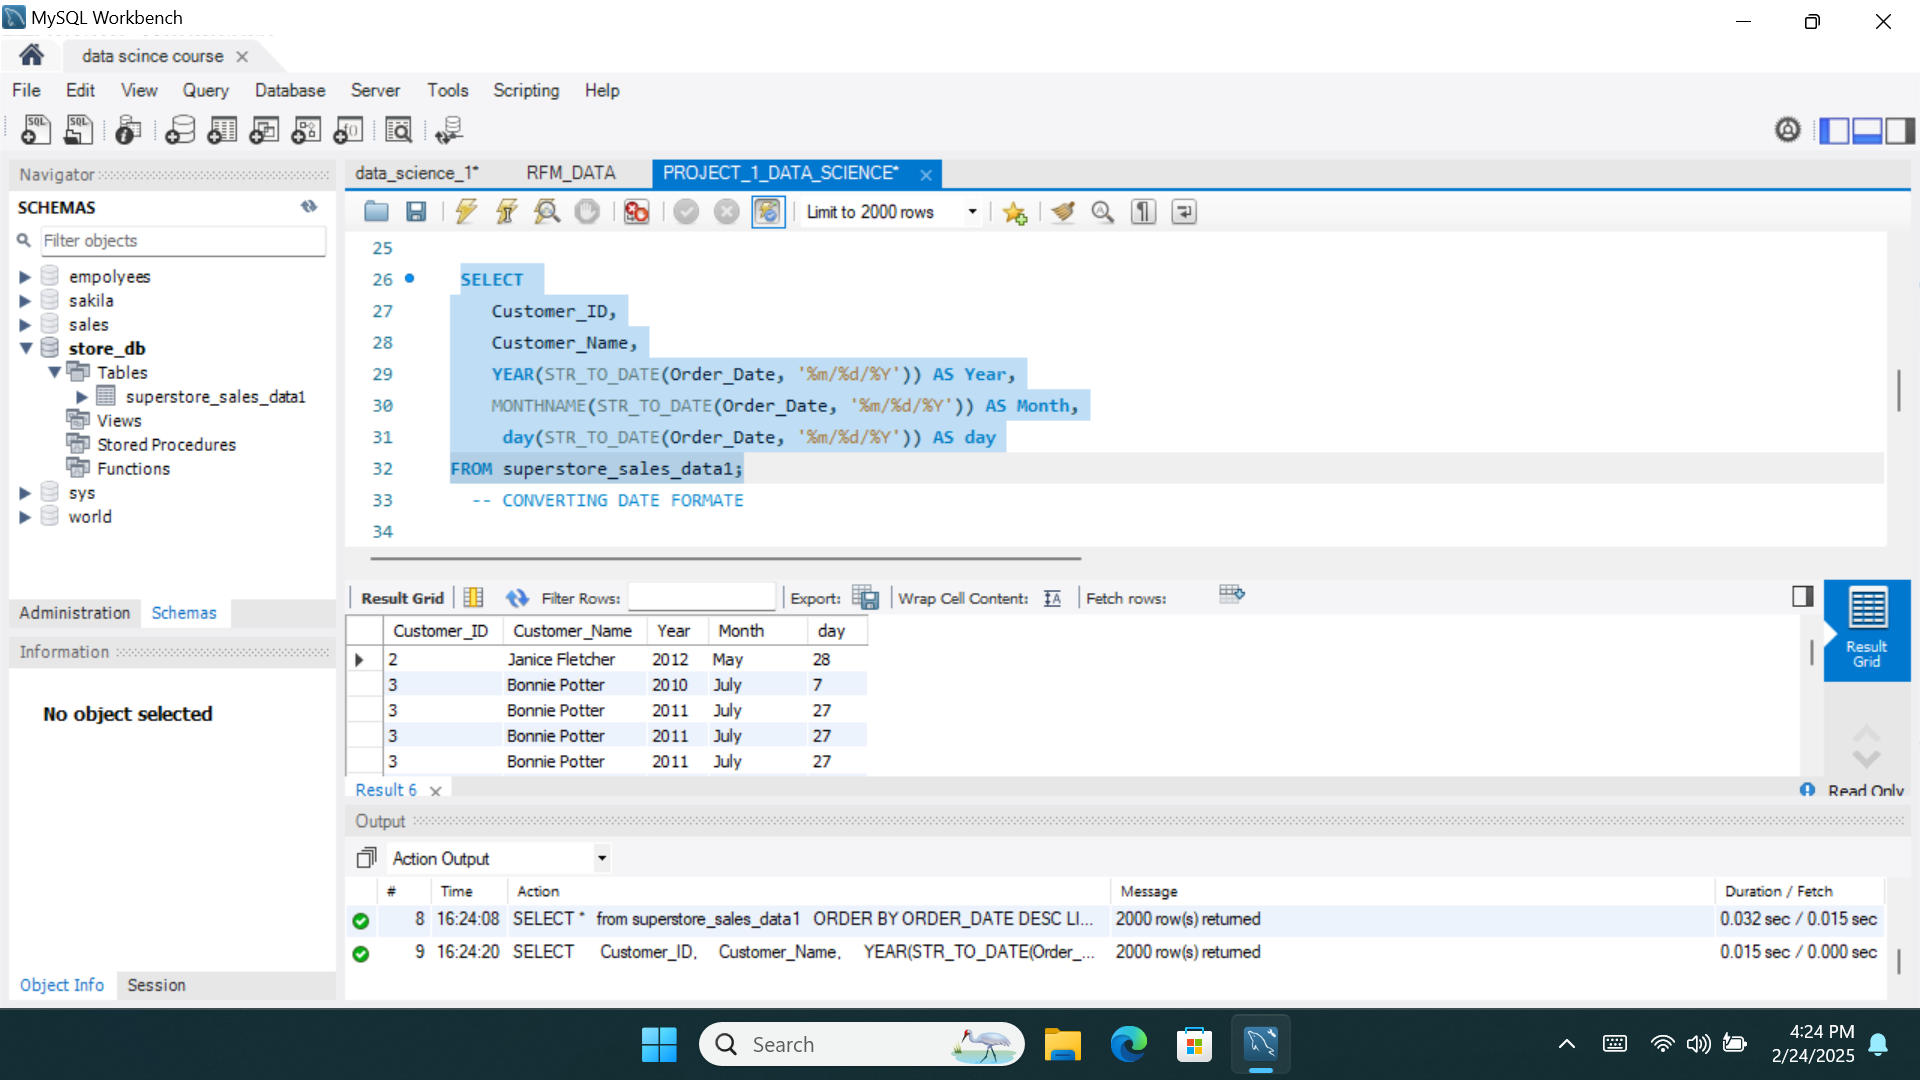 MySQL Workbench
data scince course
File Edit View Query Database Server Tools Scripting Help
Navigator
SCHEMAS
Filter objects
empolyees
sakila
sales
store_db
Tables
superstore_sales_data1
Views
Stored Procedures
Functions
sys
world
Administration Schemas
Information
No object selected
Object Info Session
data_science_1* RFM_DATA PROJECT_1_DATA_SCIENCE*
Limit to 2000 rows
25
26 SELECT
27 Customer_ID,
28 Customer_Name,
29 YEAR(STR_TO_DATE(Order_Date, '%m/%d/%Y')) AS Year,
30 MONTHNAME(STR_TO_DATE(Order_Date, '%m/%d/%Y')) AS Month,
31 day(STR_TO_DATE(Order_Date, '%m/%d/%Y')) AS day
32 FROM superstore_sales_data1;
33 -- CONVERTING DATE FORMATE
34
Result Grid Filter Rows: Export: Wrap Cell Content: Fetch rows:
Customer_ID Customer_Name Year Month day
2 Janice Fletcher 2012 May 28
3 Bonnie Potter 2010 July 7
3 Bonnie Potter 2011 July 27
3 Bonnie Potter 2011 July 27
3 Bonnie Potter 2011 July 27
Result Grid
Result 6
Read Only
Output
Action Output
# Time Action Message Duration / Fetch
8 16:24:08 SELECT * from superstore_sales_data1 ORDER BY ORDER_DATE DESC LI... 2000 row(s) returned 0.032 sec / 0.015 sec
9 16:24:20 SELECT Customer_ID, Customer_Name, YEAR(STR_TO_DATE(Order_... 2000 row(s) returned 0.015 sec / 0.000 sec
Search
4:24 PM
2/24/2025